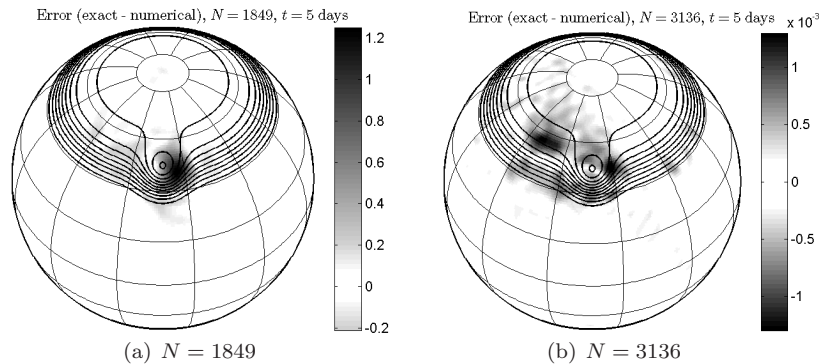 Error (exact - numerical), N = 1849, t = 5 days
1.2
1
0.8
0.6
0.4
0.2
0
-0.2
(a) N = 1849
Error (exact - numerical), N = 3136, t = 5 days
x 10⁻³
1
0.5
0
-0.5
-1
(b) N = 3136